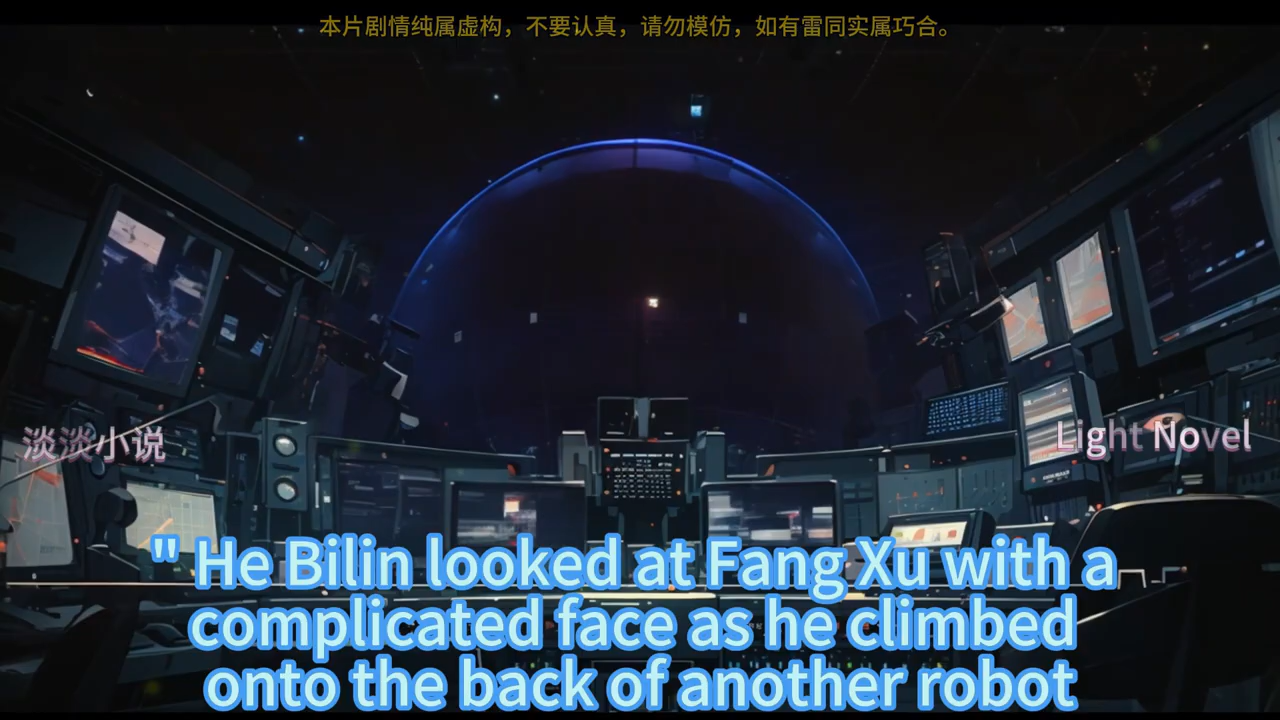 本片剧情纯属虚构，不要认真，请勿模仿，如有雷同实属巧合。
淡淡小说
Light Novel
" He Bilin looked at Fang Xu with a
complicated face as he climbed
onto the back of another robot